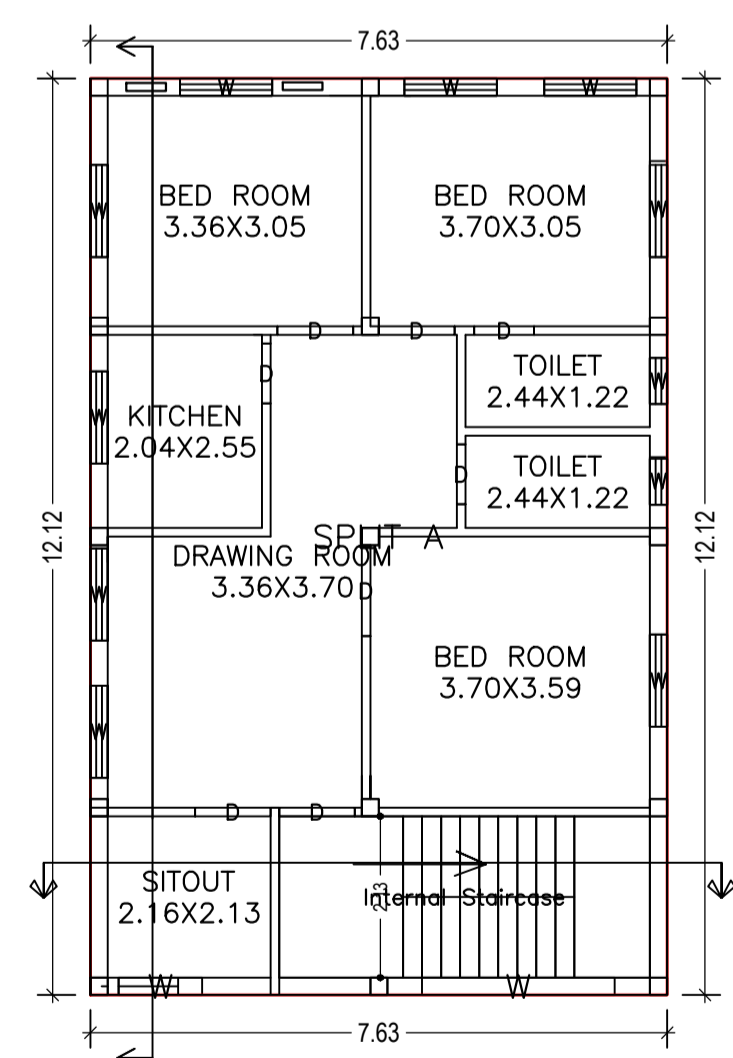 7.63
W W W
BED ROOM
3.36X3.05
BED ROOM
3.70X3.05
W
W
D D D
TOILET
2.44X1.22
W
D
KITCHEN
2.04X2.55
W
TOILET
2.44X1.22
W
D
12.12
12.12
SPLIT A
DRAWING ROOM
3.36X3.70
D
W
BED ROOM
3.70X3.59
W
W
D D
SITOUT
2.16X2.13
Internal Staircase
W W
7.63